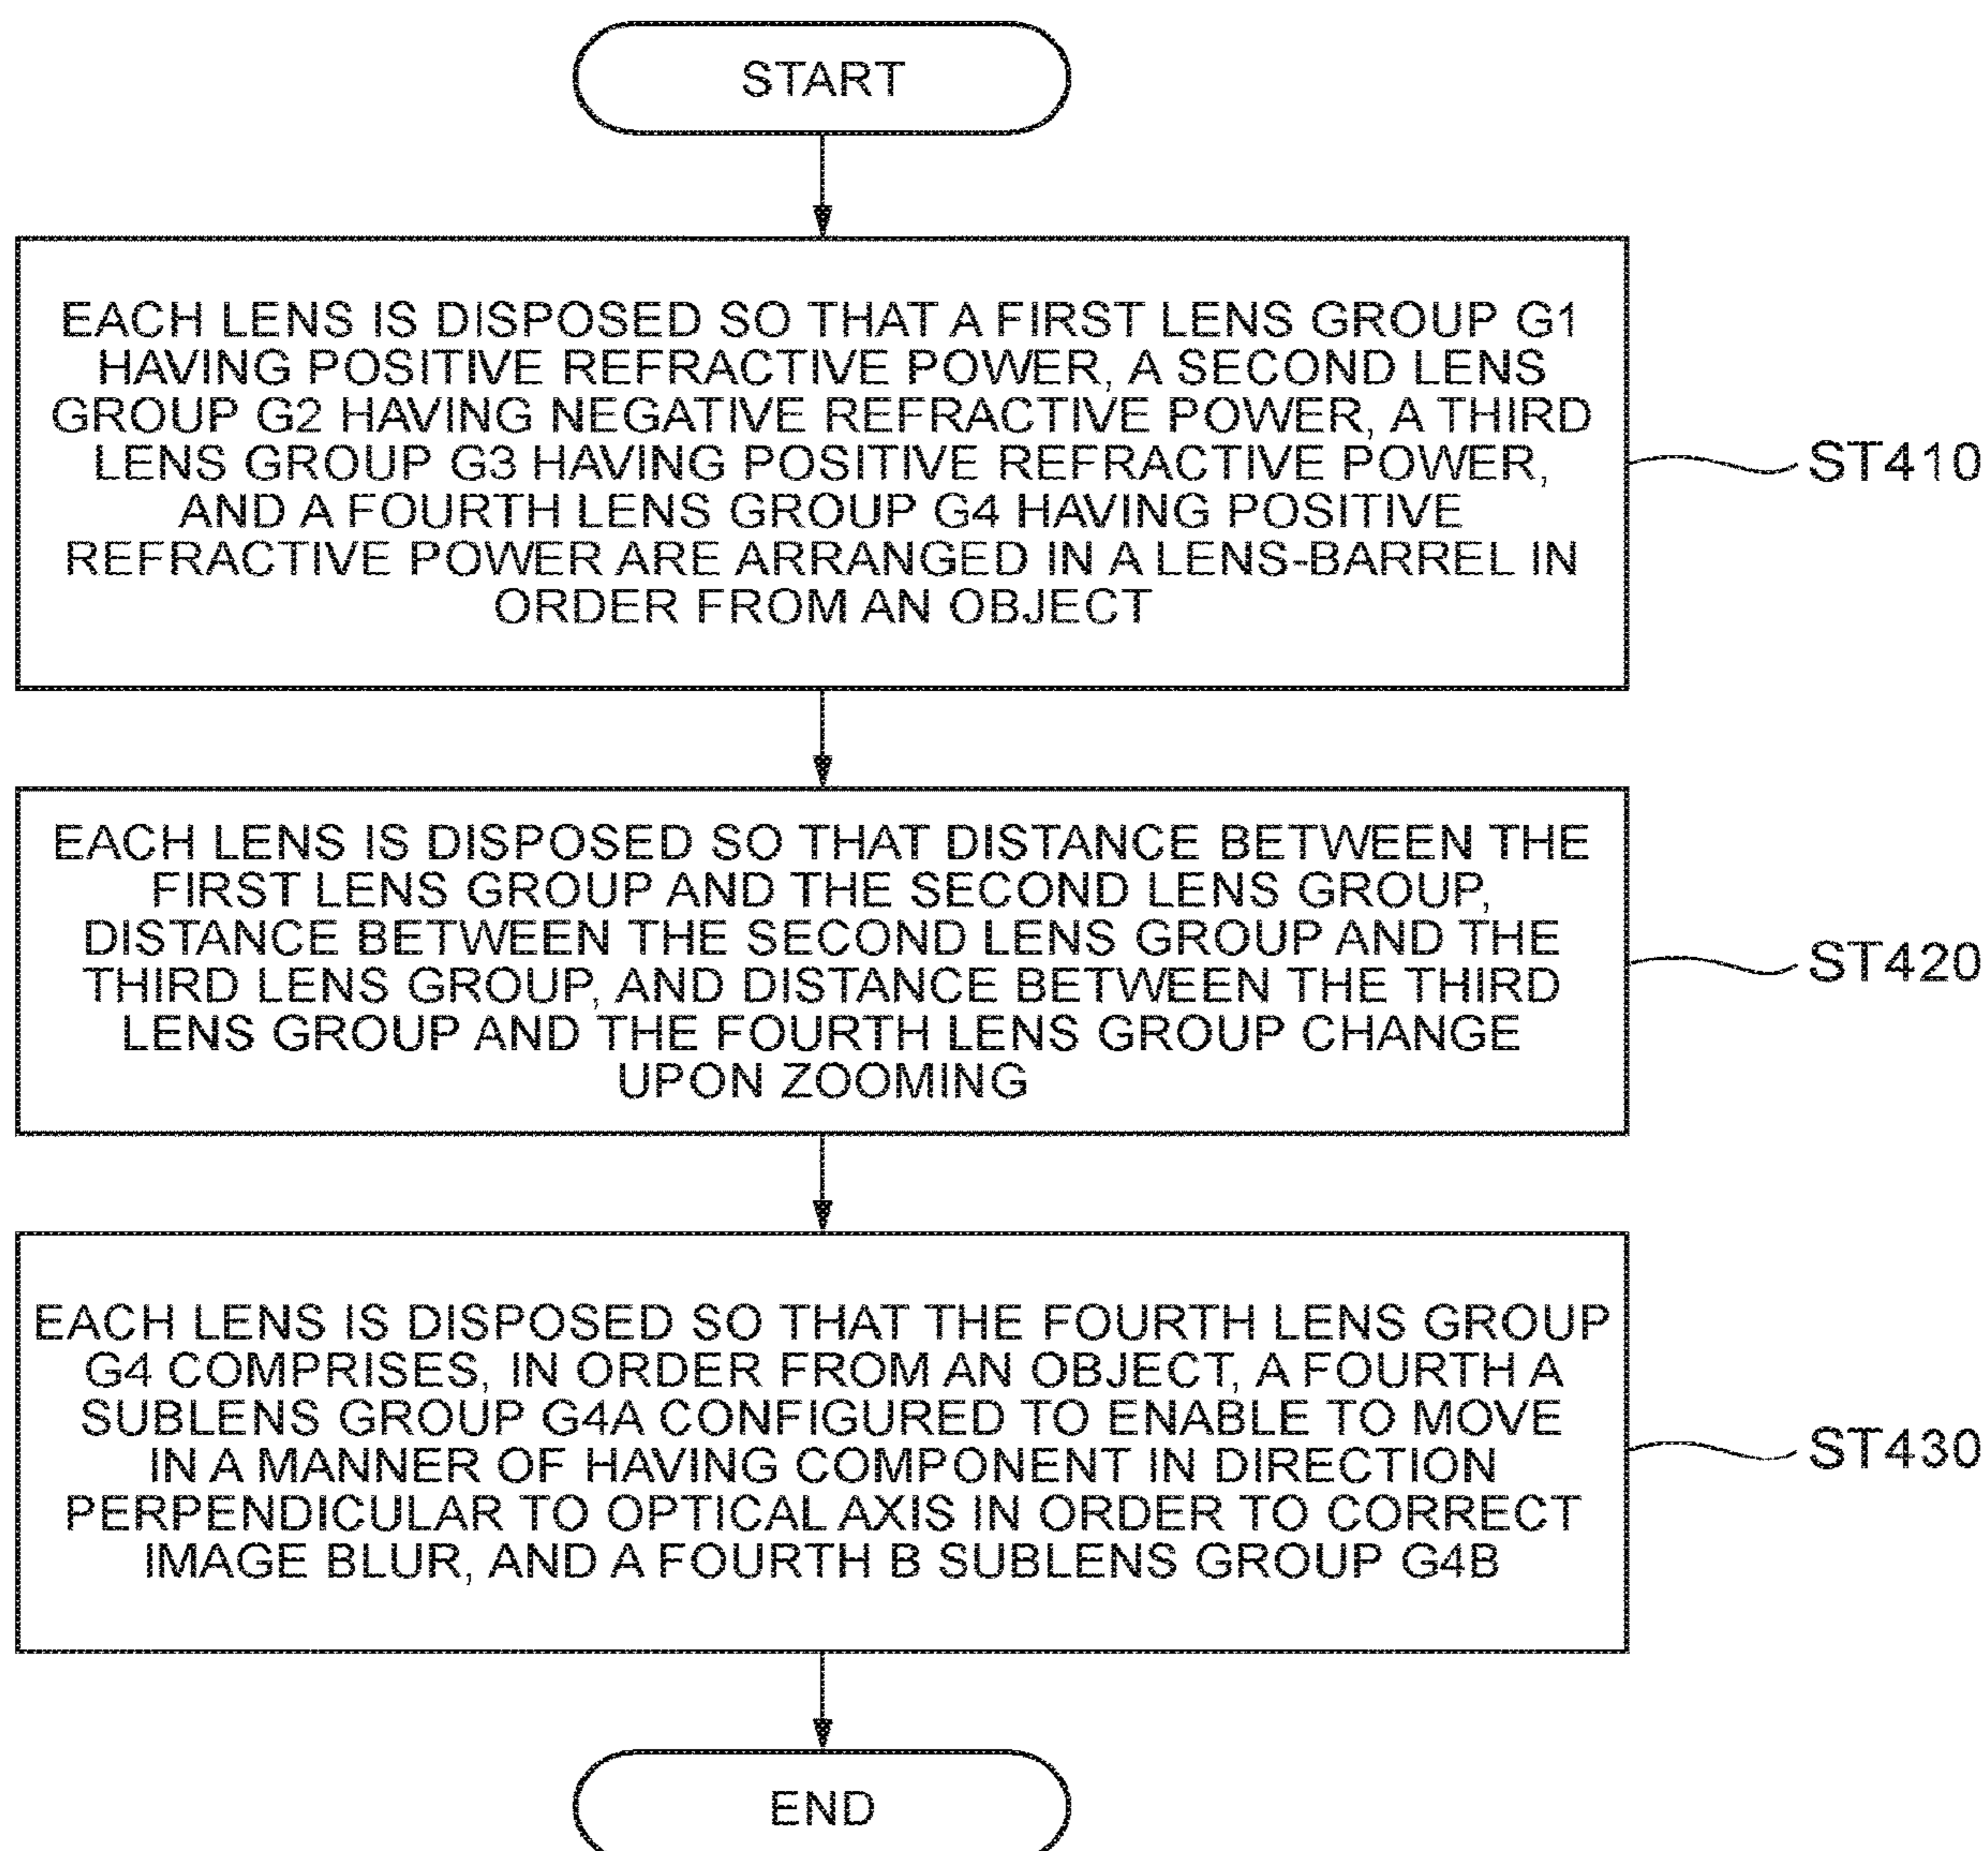 START
EACH LENS IS DISPOSED SO THAT A FIRST LENS GROUP G1
HAVING POSITIVE REFRACTIVE POWER, A SECOND LENS
GROUP G2 HAVING NEGATIVE REFRACTIVE POWER, A THIRD
LENS GROUP G3 HAVING POSITIVE REFRACTIVE POWER,
AND A FOURTH LENS GROUP G4 HAVING POSITIVE
REFRACTIVE POWER ARE ARRANGED IN A LENS-BARREL IN
ORDER FROM AN OBJECT
ST410
EACH LENS IS DISPOSED SO THAT DISTANCE BETWEEN THE
FIRST LENS GROUP AND THE SECOND LENS GROUP,
DISTANCE BETWEEN THE SECOND LENS GROUP AND THE
THIRD LENS GROUP, AND DISTANCE BETWEEN THE THIRD
LENS GROUP AND THE FOURTH LENS GROUP CHANGE
UPON ZOOMING
ST420
EACH LENS IS DISPOSED SO THAT THE FOURTH LENS GROUP
G4 COMPRISES, IN ORDER FROM AN OBJECT, A FOURTH A
SUBLENS GROUP G4A CONFIGURED TO ENABLE TO MOVE
IN A MANNER OF HAVING COMPONENT IN DIRECTION
PERPENDICULAR TO OPTICAL AXIS IN ORDER TO CORRECT
IMAGE BLUR, AND A FOURTH B SUBLENS GROUP G4B
ST430
END